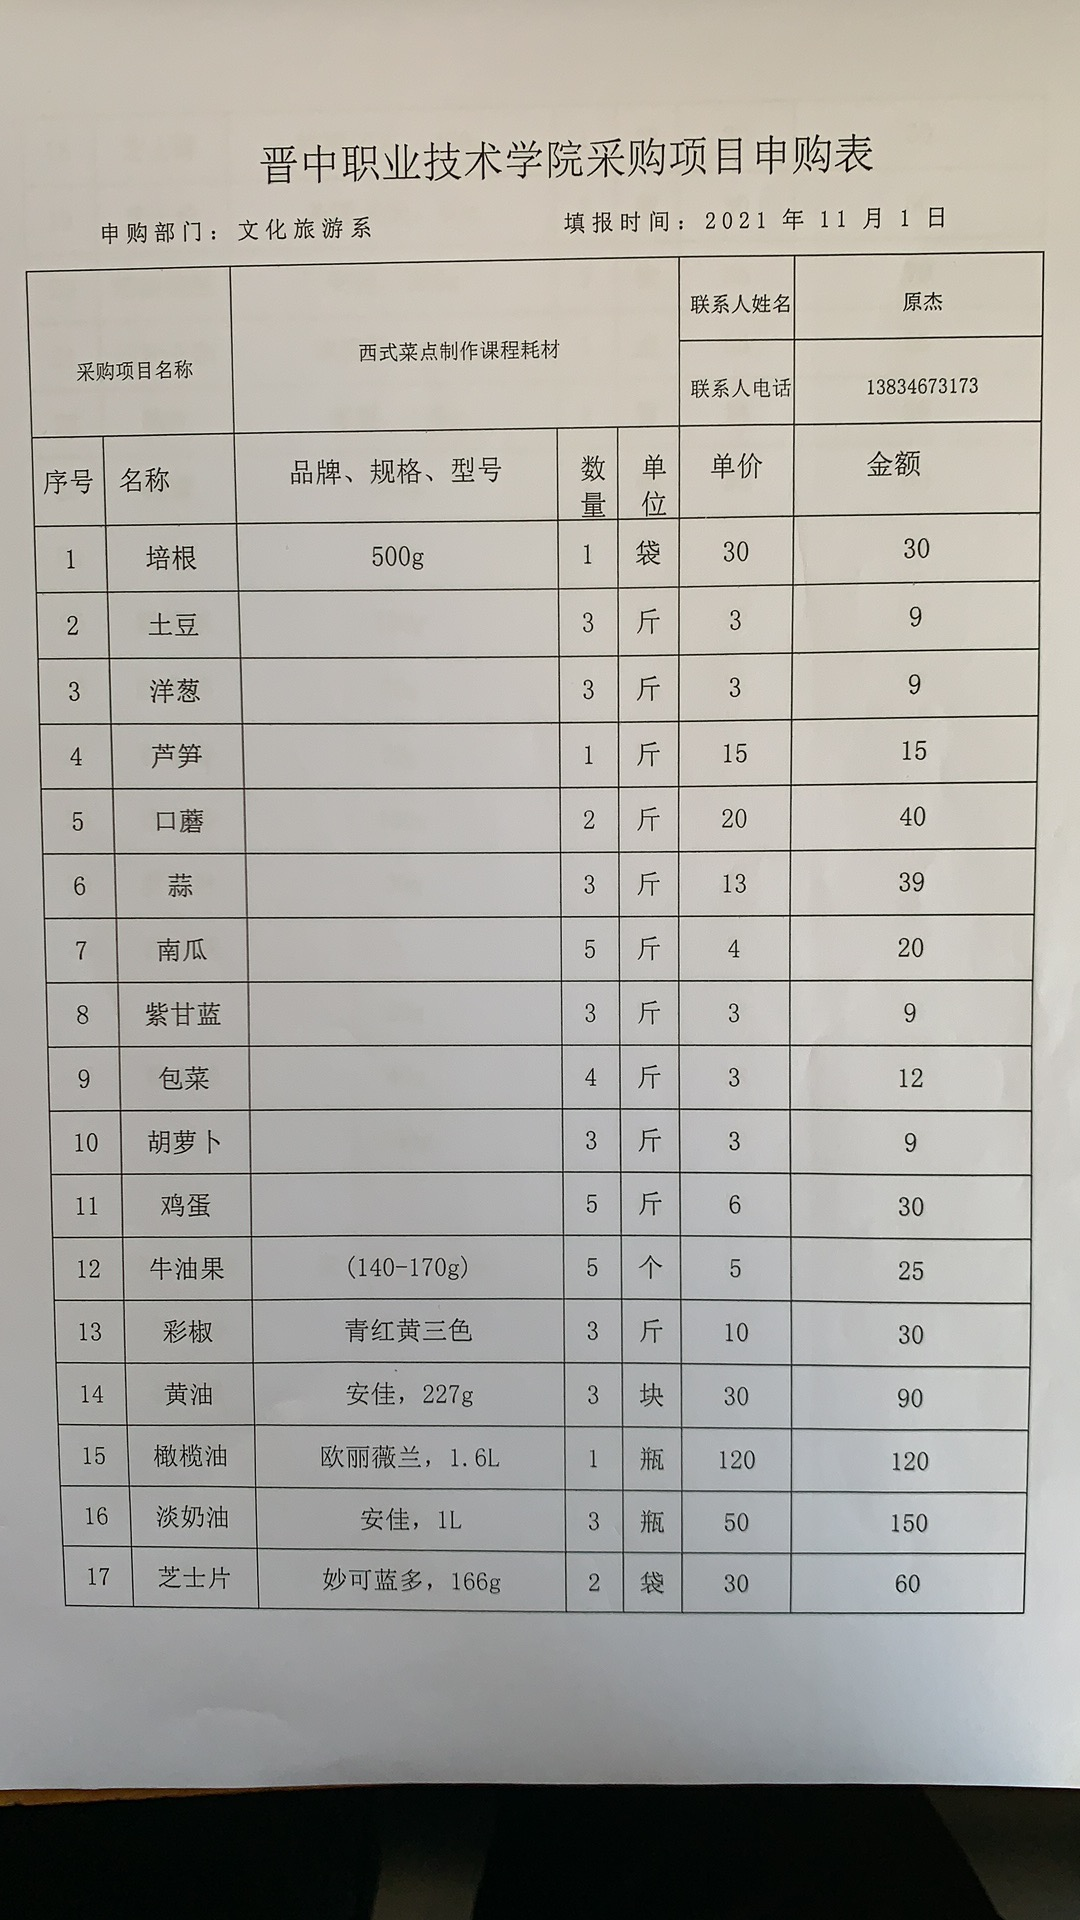 晋中职业技术学院采购项目申购表
申购部门：文化旅游系 填报时间：2021 年 11 月 1 日
采购项目名称 西式菜点制作课程耗材 联系人姓名 原杰
联系人电话 13834673173
序号 名称 品牌、规格、型号 数量 单位 单价 金额
1 培根 500g 1 袋 30 30
2 土豆 3 斤 3 9
3 洋葱 3 斤 3 9
4 芦笋 1 斤 15 15
5 口蘑 2 斤 20 40
6 蒜 3 斤 13 39
7 南瓜 5 斤 4 20
8 紫甘蓝 3 斤 3 9
9 包菜 4 斤 3 12
10 胡萝卜 3 斤 3 9
11 鸡蛋 5 斤 6 30
12 牛油果 (140-170g) 5 个 5 25
13 彩椒 青红黄三色 3 斤 10 30
14 黄油 安佳，227g 3 块 30 90
15 橄榄油 欧丽薇兰，1.6L 1 瓶 120 120
16 淡奶油 安佳，1L 3 瓶 50 150
17 芝士片 妙可蓝多，166g 2 袋 30 60